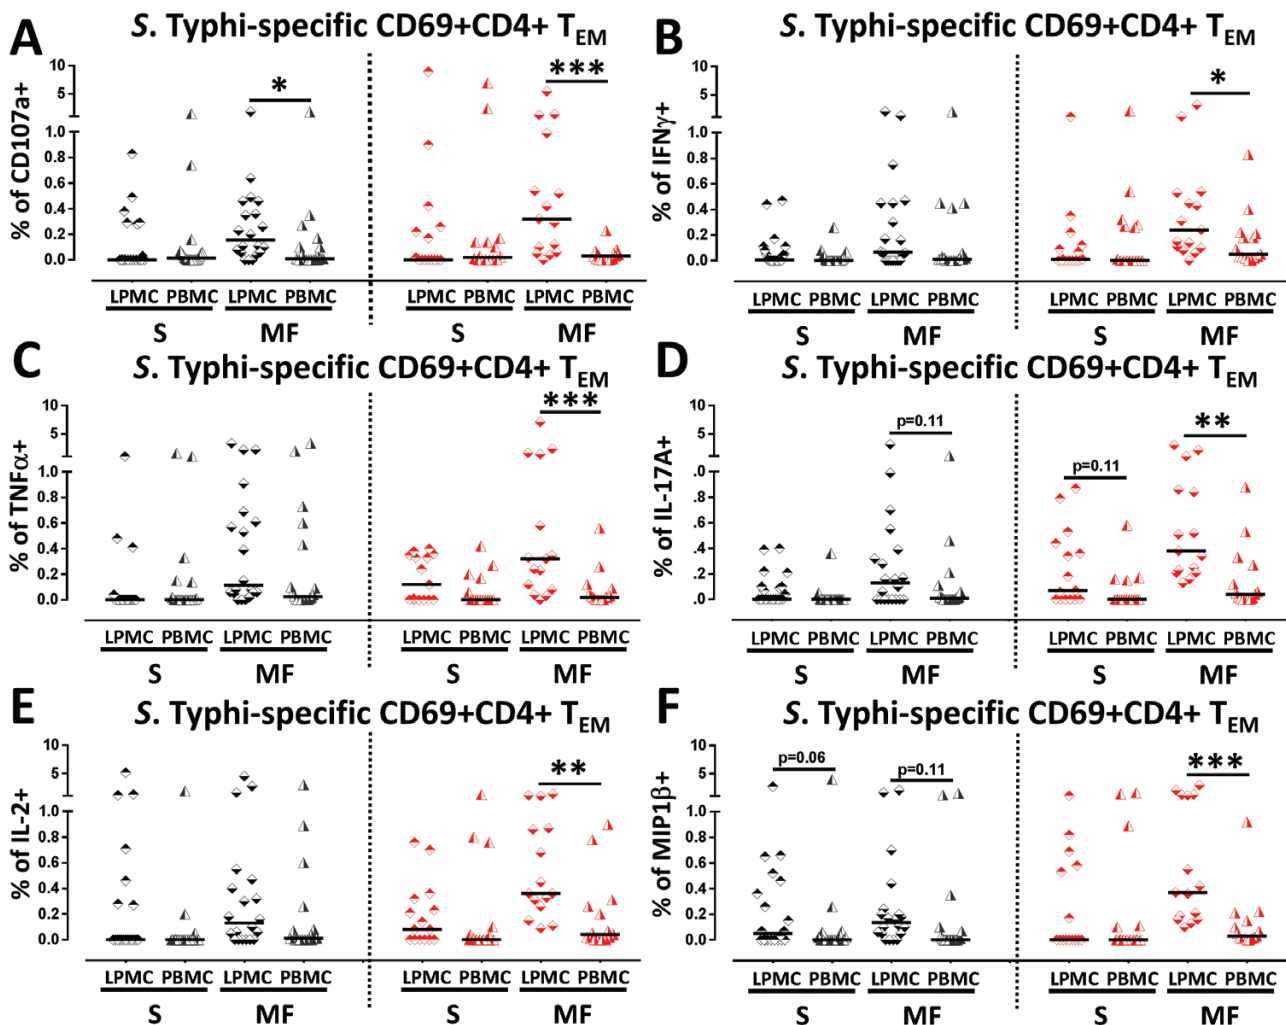 A
S. Typhi-specific CD69+CD4+ TEM
% of CD107a+
10
5
1.0
0.8
0.6
0.4
0.2
0.0
*
***
LPMC PBMC LPMC PBMC LPMC PBMC LPMC PBMC
S MF S MF
B
S. Typhi-specific CD69+CD4+ TEM
% of IFNγ+
10
5
1.0
0.8
0.6
0.4
0.2
0.0
*
LPMC PBMC LPMC PBMC LPMC PBMC LPMC PBMC
S MF S MF
C
S. Typhi-specific CD69+CD4+ TEM
% of TNFα+
10
5
1.0
0.8
0.6
0.4
0.2
0.0
***
LPMC PBMC LPMC PBMC LPMC PBMC LPMC PBMC
S MF S MF
D
S. Typhi-specific CD69+CD4+ TEM
% of IL-17A+
10
5
.0
0.8
0.6
0.4
0.2
.0
p=0.11
p=0.11
**
LPMC PBMC LPMC PBMC LPMC PBMC LPMC PBMC
S MF S MF
E
S. Typhi-specific CD69+CD4+ TEM
% of IL-2+
10
5
1.0
0.8
0.6
0.4
0.2
0.0
**
LPMC PBMC LPMC PBMC LPMC PBMC LPMC PBMC
S MF S MF
F
S. Typhi-specific CD69+CD4+ TEM
% of MIP1β+
10
5
1.0
0.8
0.6
0.4
0.2
0.0
p=0.06
p=0.11
***
LPMC PBMC LPMC PBMC LPMC PBMC LPMC PBMC
S MF S MF